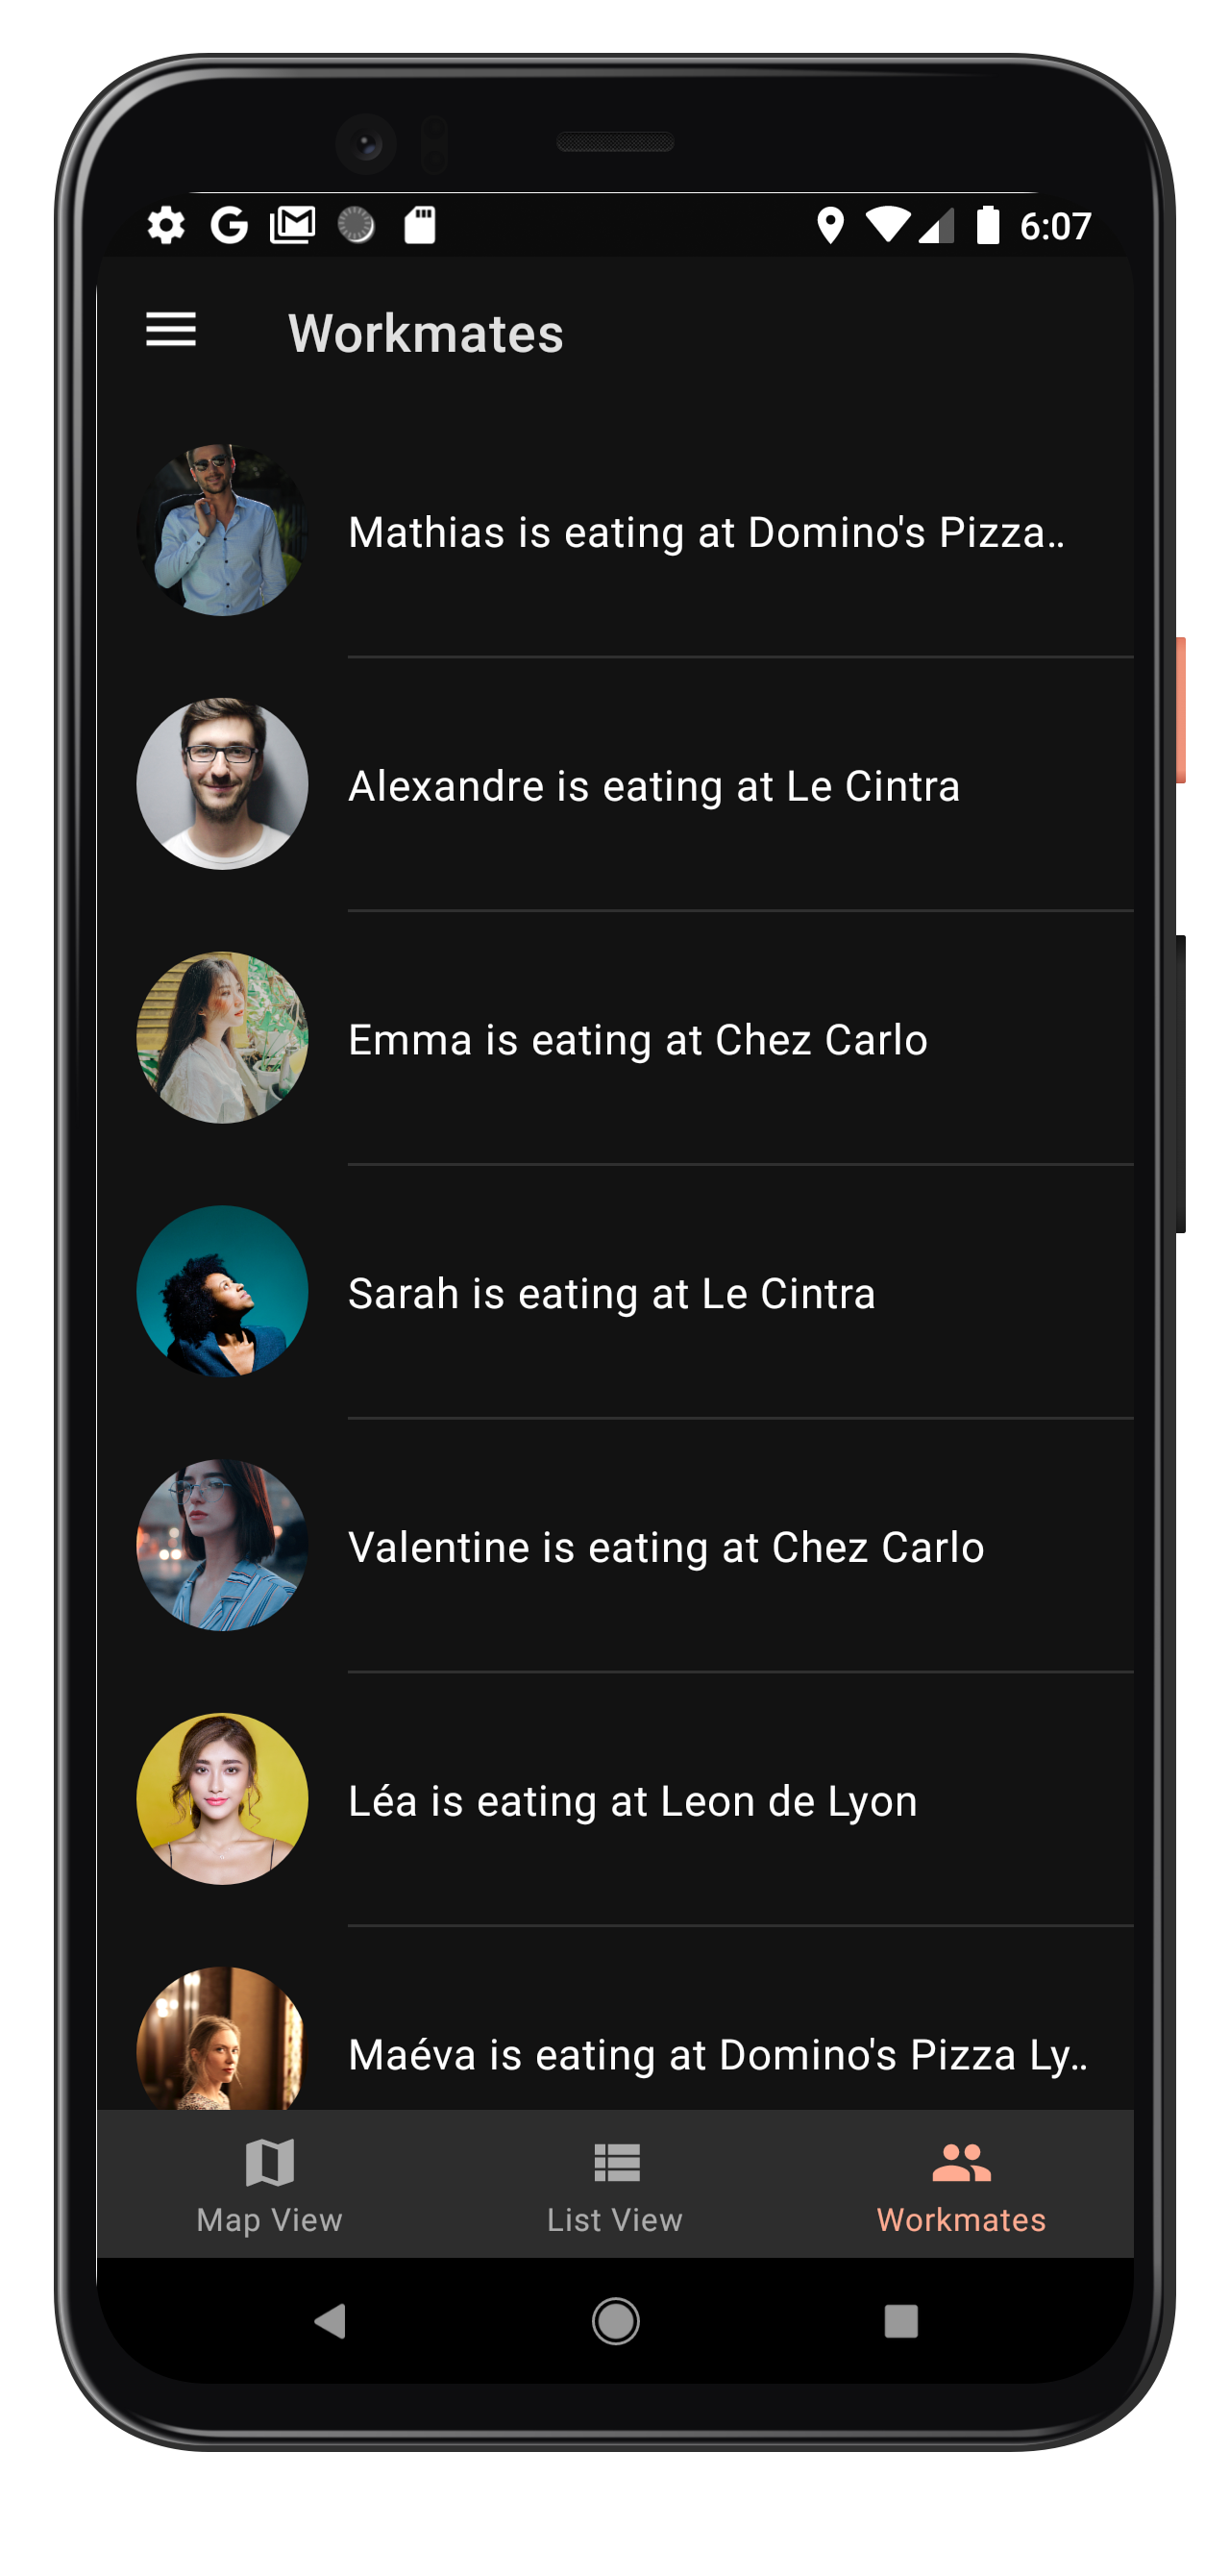 6:07
Workmates
Mathias is eating at Domino's Pizza..
Alexandre is eating at Le Cintra
Emma is eating at Chez Carlo
Sarah is eating at Le Cintra
Valentine is eating at Chez Carlo
Léa is eating at Leon de Lyon
Maéva is eating at Domino's Pizza Ly..
Map View
List View
Workmates